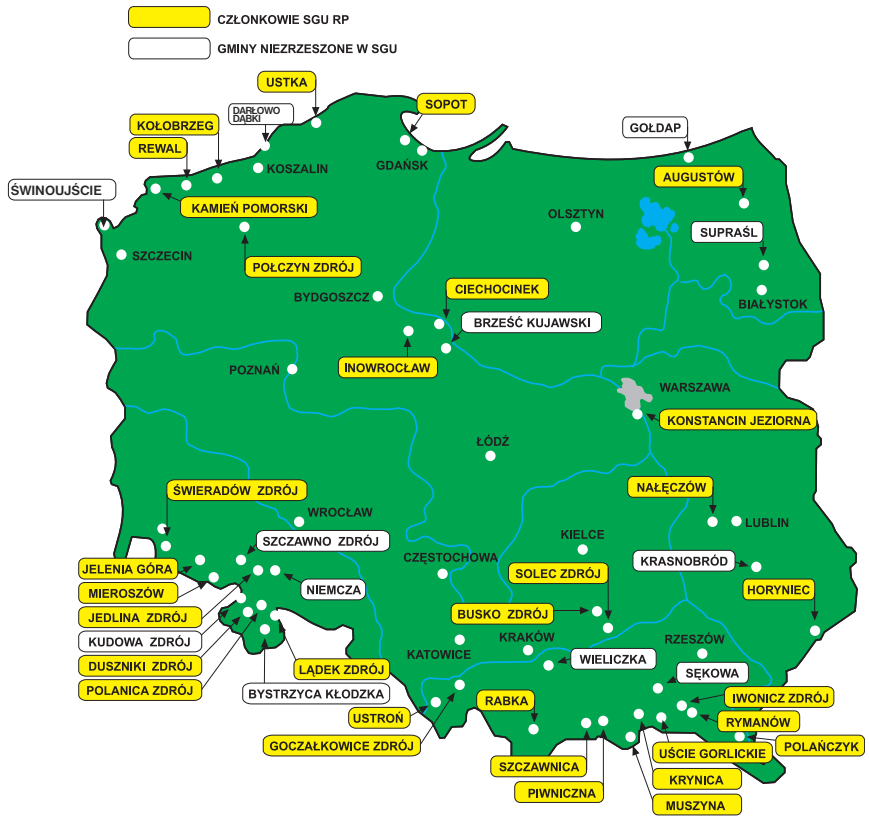 CZŁONKOWIE SGU RP
GMINY NIEZRZESZONE W SGU
USTKA
SOPOT
DARŁOWO
DĄBKI
KOŁOBRZEG
GOŁDAP
REWAL
GDAŃSK
KOSZALIN
AUGUSTÓW
ŚWINOUJŚCIE
KAMIEŃ POMORSKI
OLSZTYN
SUPRAŚL
SZCZECIN
POŁCZYN ZDRÓJ
CIECHOCINEK
BYDGOSZCZ
BIAŁYSTOK
BRZEŚĆ KUJAWSKI
INOWROCŁAW
POZNAŃ
WARSZAWA
KONSTANCIN JEZIORNA
ŁÓDŹ
ŚWIERADÓW ZDRÓJ
NAŁĘCZÓW
WROCŁAW
LUBLIN
SZCZAWNO ZDRÓJ
KIELCE
CZĘSTOCHOWA
KRASNOBRÓD
JELENIA GÓRA
SOLEC ZDRÓJ
MIEROSZÓW
NIEMCZA
HORYNIEC
JEDLINA ZDRÓJ
BUSKO ZDRÓJ
KUDOWA ZDRÓJ
KRAKÓW
RZESZÓW
KATOWICE
DUSZNIKI ZDRÓJ
LĄDEK ZDRÓJ
WIELICZKA
SĘKOWA
POLANICA ZDRÓJ
BYSTRZYCA KŁODZKA
RABKA
IWONICZ ZDRÓJ
USTROŃ
RYMANÓW
GOCZAŁKOWICE ZDRÓJ
POLAŃCZYK
UŚCIE GORLICKIE
SZCZAWNICA
KRYNICA
PIWNICZNA
MUSZYNA